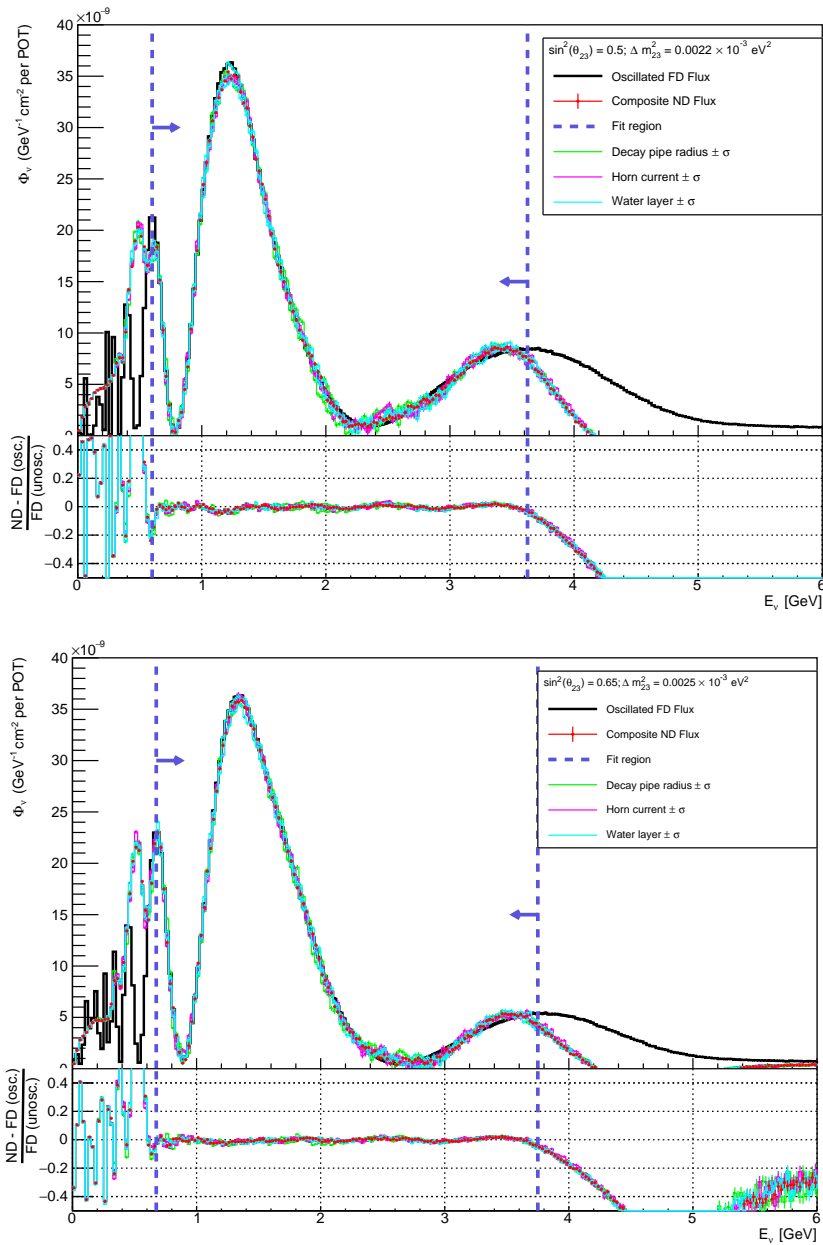 ×10⁻⁹
40
35
30
25
20
15
10
5
Φν (GeV⁻¹ cm⁻² per POT)
sin²(θ₂₃) = 0.5; Δ m²₂₃ = 0.0022 × 10⁻³ eV²
Oscillated FD Flux
Composite ND Flux
Fit region
Decay pipe radius ± σ
Horn current ± σ
Water layer ± σ
ND - FD (osc.)
FD (unosc.)
0.4
0.2
0
−0.2
−0.4
0 1 2 3 4 5 6
Eν [GeV]
×10⁻⁹
40
35
30
25
20
15
10
5
0
Φν (GeV⁻¹ cm⁻² per POT)
sin²(θ₂₃) = 0.65; Δ m²₂₃ = 0.0025 × 10⁻³ eV²
Oscillated FD Flux
Composite ND Flux
Fit region
Decay pipe radius ± σ
Horn current ± σ
Water layer ± σ
ND - FD (osc.)
FD (unosc.)
0.4
0.2
0
−0.2
−0.4
0 1 2 3 4 5 6
Eν [GeV]